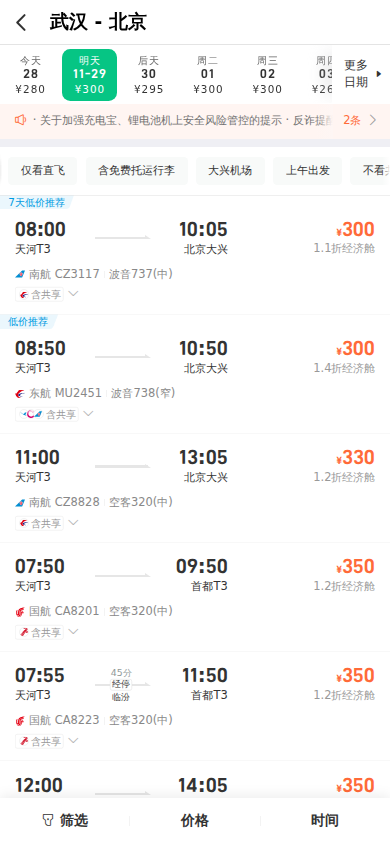 武汉 - 北京
今天 明天 后天 周二 周三 周四 更多
28 11-29 30 01 02 03 日期
¥280 ¥300 ¥295 ¥300 ¥300
· 关于加强充电宝、锂电池机上安全风险管控的提示 · 反诈提 2条
仅看直飞 含免费托运行李 大兴机场 上午出发 不看
7天低价推荐
08:00 10:05 ¥300
天河T3 北京大兴 1.1折经济舱
南航 CZ3117 波音737(中)
含共享
低价推荐
08:50 10:50 ¥300
天河T3 北京大兴 1.4折经济舱
东航 MU2451 波音738(窄)
含共享
11:00 13:05 ¥330
天河T3 北京大兴 1.2折经济舱
南航 CZ8828 空客320(中)
含共享
07:50 09:50 ¥350
天河T3 首都T3 1.2折经济舱
国航 CA8201 空客320(中)
含共享
45分
07:55 经停 11:50 ¥350
天河T3 临汾 首都T3 1.2折经济舱
国航 CA8223 空客320(中)
含共享
12:00 14:05 ¥350
筛选 价格 时间